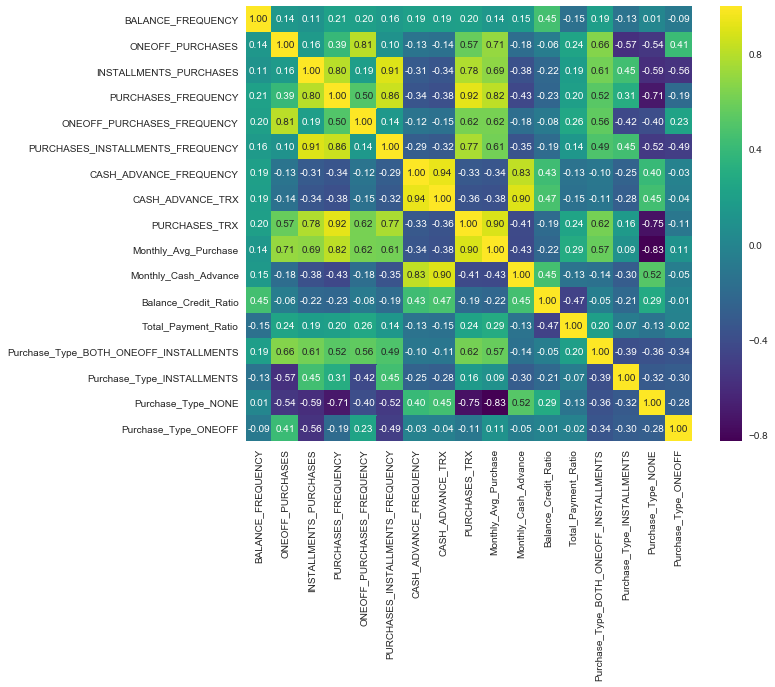 BALANCE_FREQUENCY 1.00 0.14 0.11 0.21 0.20 0.16 0.19 0.19 0.20 0.14 0.15 0.45 -0.15 0.19 -0.13 0.01 -0.09
ONEOFF_PURCHASES 0.14 1.00 0.16 0.39 0.81 0.10 -0.13 -0.14 0.57 0.71 -0.18 -0.06 0.24 0.66 -0.57 -0.54 0.41
INSTALLMENTS_PURCHASES 0.11 0.16 1.00 0.80 0.19 0.91 -0.31 -0.34 0.78 0.69 -0.38 -0.22 0.19 0.61 0.45 -0.59 -0.56
PURCHASES_FREQUENCY 0.21 0.39 0.80 1.00 0.50 0.86 -0.34 -0.38 0.92 0.82 -0.43 -0.23 0.20 0.52 0.31 -0.71 -0.19
ONEOFF_PURCHASES_FREQUENCY 0.20 0.81 0.19 0.50 1.00 0.14 -0.12 -0.15 0.62 0.62 -0.18 -0.08 0.26 0.56 -0.42 -0.40 0.23
PURCHASES_INSTALLMENTS_FREQUENCY 0.16 0.10 0.91 0.86 0.14 1.00 -0.29 -0.32 0.77 0.61 -0.35 -0.19 0.14 0.49 0.45 -0.52 -0.49
CASH_ADVANCE_FREQUENCY 0.19 -0.13 -0.31 -0.34 -0.12 -0.29 1.00 0.94 -0.33 -0.34 0.83 0.43 -0.13 -0.10 -0.25 0.40 -0.03
CASH_ADVANCE_TRX 0.19 -0.14 -0.34 -0.38 -0.15 -0.32 0.94 1.00 -0.36 -0.38 0.90 0.47 -0.15 -0.11 -0.28 0.45 -0.04
PURCHASES_TRX 0.20 0.57 0.78 0.92 0.62 0.77 -0.33 -0.36 1.00 0.90 -0.41 -0.19 0.24 0.62 0.16 -0.75 -0.11
Monthly_Avg_Purchase 0.14 0.71 0.69 0.82 0.62 0.61 -0.34 -0.38 0.90 1.00 -0.43 -0.22 0.29 0.57 0.09 -0.83 0.11
Monthly_Cash_Advance 0.15 -0.18 -0.38 -0.43 -0.18 -0.35 0.83 0.90 -0.41 -0.43 1.00 0.45 -0.13 -0.14 -0.30 0.52 -0.05
Balance_Credit_Ratio 0.45 -0.06 -0.22 -0.23 -0.08 -0.19 0.43 0.47 -0.19 -0.22 0.45 1.00 -0.47 -0.05 -0.21 0.29 -0.01
Total_Payment_Ratio -0.15 0.24 0.19 0.20 0.26 0.14 -0.13 -0.15 0.24 0.29 -0.13 -0.47 1.00 0.20 -0.07 -0.13 -0.02
Purchase_Type_BOTH_ONEOFF_INSTALLMENTS 0.19 0.66 0.61 0.52 0.56 0.49 -0.10 -0.11 0.62 0.57 -0.14 -0.05 0.20 1.00 -0.39 -0.36 -0.34
Purchase_Type_INSTALLMENTS -0.13 -0.57 0.45 0.31 -0.42 0.45 -0.25 -0.28 0.16 0.09 -0.30 -0.21 -0.07 -0.39 1.00 -0.32 -0.30
Purchase_Type_NONE 0.01 -0.54 -0.59 -0.71 -0.40 -0.52 0.40 0.45 -0.75 -0.83 0.52 0.29 -0.13 -0.36 -0.32 1.00 -0.28
Purchase_Type_ONEOFF -0.09 0.41 -0.56 -0.19 0.23 -0.49 -0.03 -0.04 -0.11 0.11 -0.05 -0.01 -0.02 -0.34 -0.30 -0.28 1.00
BALANCE_FREQUENCY
ONEOFF_PURCHASES
INSTALLMENTS_PURCHASES
PURCHASES_FREQUENCY
ONEOFF_PURCHASES_FREQUENCY
PURCHASES_INSTALLMENTS_FREQUENCY
CASH_ADVANCE_FREQUENCY
CASH_ADVANCE_TRX
PURCHASES_TRX
Monthly_Avg_Purchase
Monthly_Cash_Advance
Balance_Credit_Ratio
Total_Payment_Ratio
Purchase_Type_BOTH_ONEOFF_INSTALLMENTS
Purchase_Type_INSTALLMENTS
Purchase_Type_NONE
Purchase_Type_ONEOFF
0.8
0.4
0.0
−0.4
−0.8